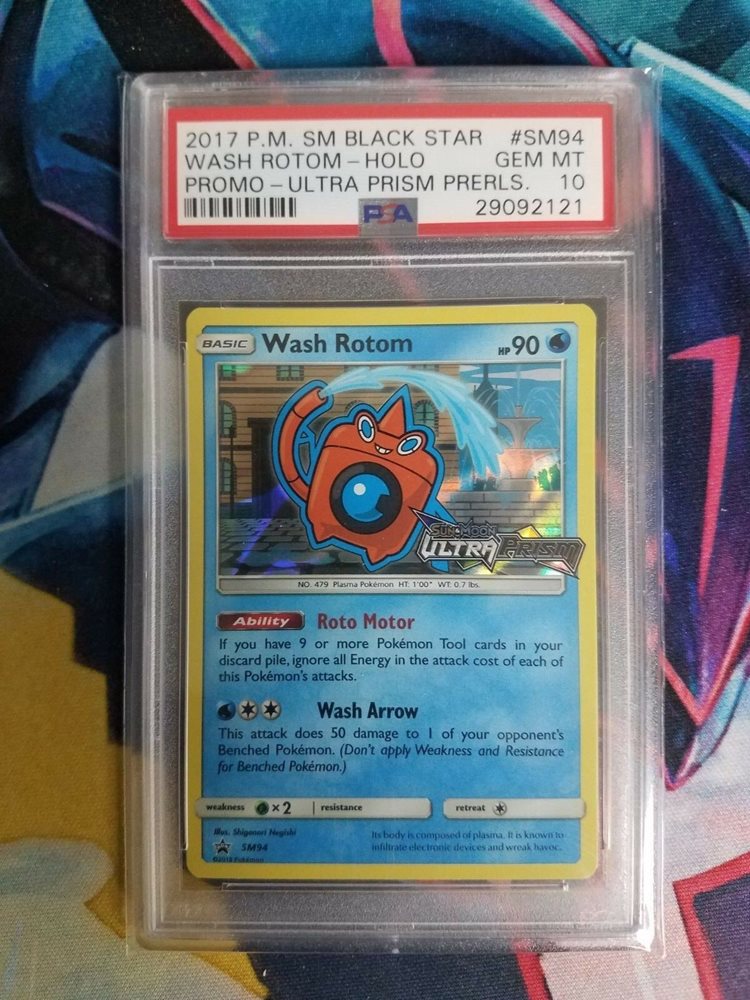 2017 P.M. SM BLACK STAR #SM94
WASH ROTOM – HOLO GEM MT
PROMO – ULTRA PRISM PRERLS. 10
PSA 29092121
BASIC Wash Rotom HP 90
SUN & MOON
ULTRA PRISM
NO. 479 Plasma Pokémon HT: 1'00" WT: 0.7 lbs.
Ability Roto Motor
If you have 9 or more Pokémon Tool cards in your
discard pile, ignore all Energy in the attack cost of each of
this Pokémon's attacks.
Wash Arrow
This attack does 50 damage to 1 of your opponent's
Benched Pokémon. (Don't apply Weakness and Resistance
for Benched Pokémon.)
weakness ×2 resistance retreat
Illus. Shigenori Negishi
SM94
©2018 Pokémon
Its body is composed of plasma. It is known to
infiltrate electronic devices and wreak havoc.